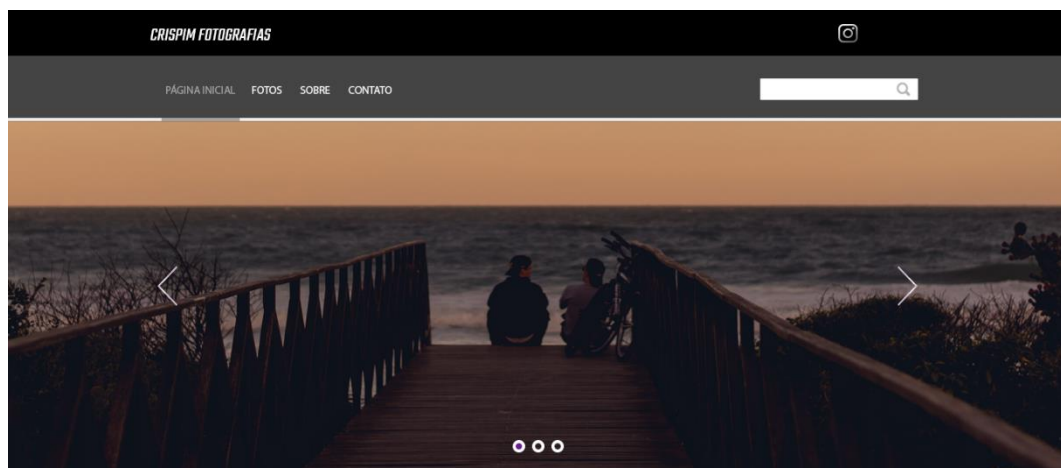 CRISPIM FOTOGRAFIAS
PÁGINA INICIAL FOTOS SOBRE CONTATO